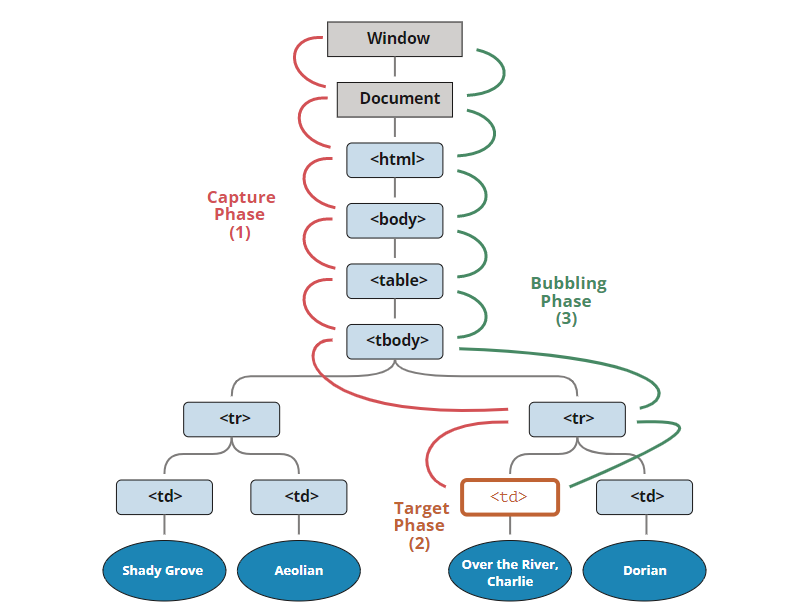 Window
Document
<html>
Capture
Phase
(1)
<body>
<table>
Bubbling
Phase
(3)
<tbody>
<tr>
<tr>
<td>
<td>
<td>
<td>
Target
Phase
(2)
Shady Grove
Aeolian
Over the River,
Charlie
Dorian